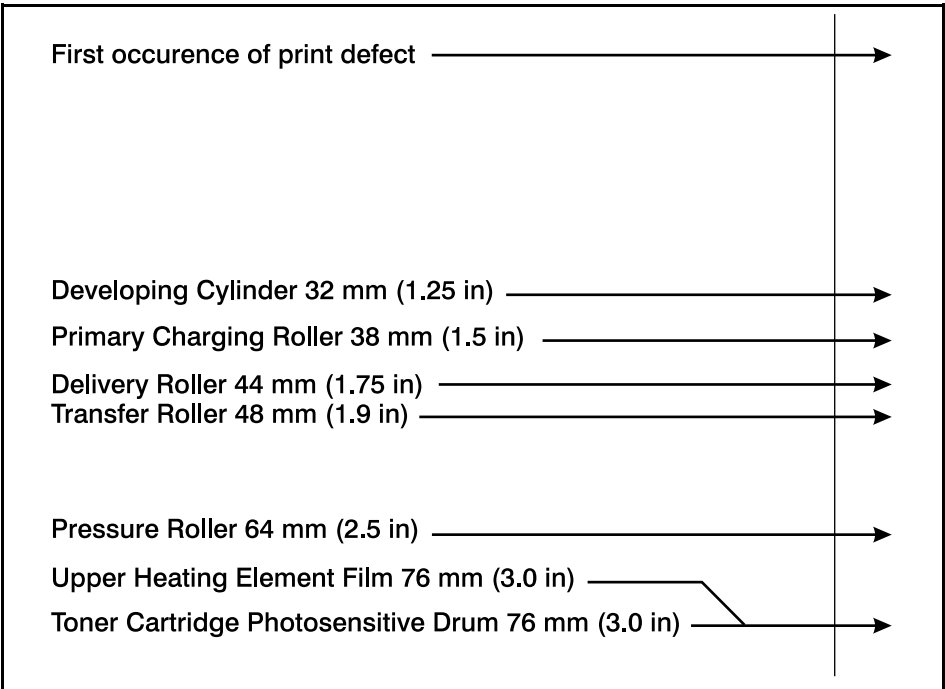 First occurence of print defect
Developing Cylinder 32 mm (1.25 in)
Primary Charging Roller 38 mm (1.5 in)
Delivery Roller 44 mm (1.75 in)
Transfer Roller 48 mm (1.9 in)
Pressure Roller 64 mm (2.5 in)
Upper Heating Element Film 76 mm (3.0 in)
Toner Cartridge Photosensitive Drum 76 mm (3.0 in)